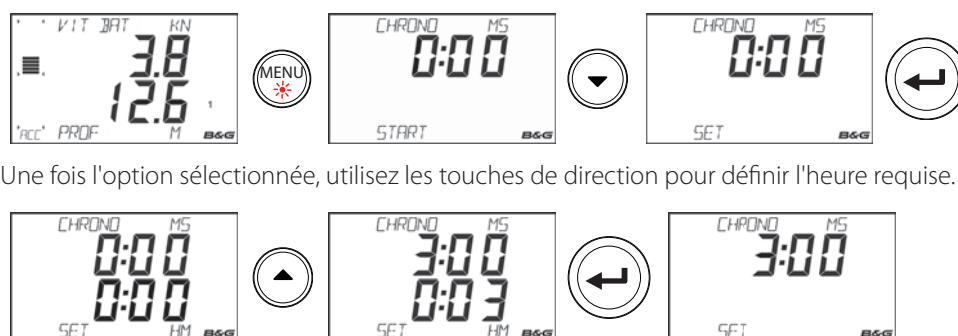 VIT BAT KN
3.8
12.6
1
ACC PROF M B&G
MENU
CHRONO MS
0:00
START B&G
CHRONO MS
0:00
SET B&G
Une fois l'option sélectionnée, utilisez les touches de direction pour définir l'heure requise.
CHRONO MS
0:00
0:00
SET HM B&G
CHRONO MS
3:00
0:03
SET HM B&G
CHRONO MS
3:00
SET B&G